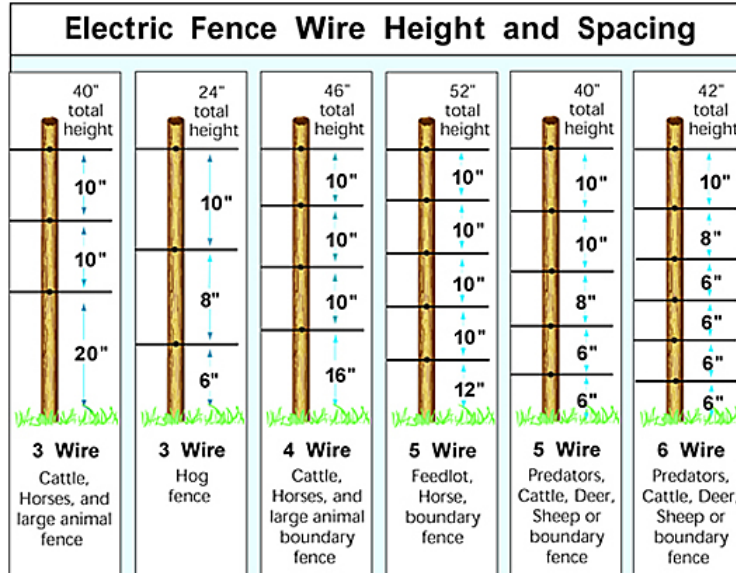 Electric Fence Wire Height and Spacing
40"
total
height
10"
10"
20"
3 Wire
Cattle,
Horses, and
large animal
fence
24"
total
height
10"
8"
6"
3 Wire
Hog
fence
46"
total
height
10"
10"
10"
16"
4 Wire
Cattle,
Horses, and
large animal
boundary
fence
52"
total
height
10"
10"
10"
10"
12"
5 Wire
Feedlot,
Horse,
boundary
fence
40"
total
height
10"
10"
8"
6"
6"
5 Wire
Predators,
Cattle, Deer,
Sheep or
boundary
fence
42"
total
height
10"
8"
6"
6"
6"
6"
6 Wire
Predators,
Cattle, Deer,
Sheep or
boundary
fence